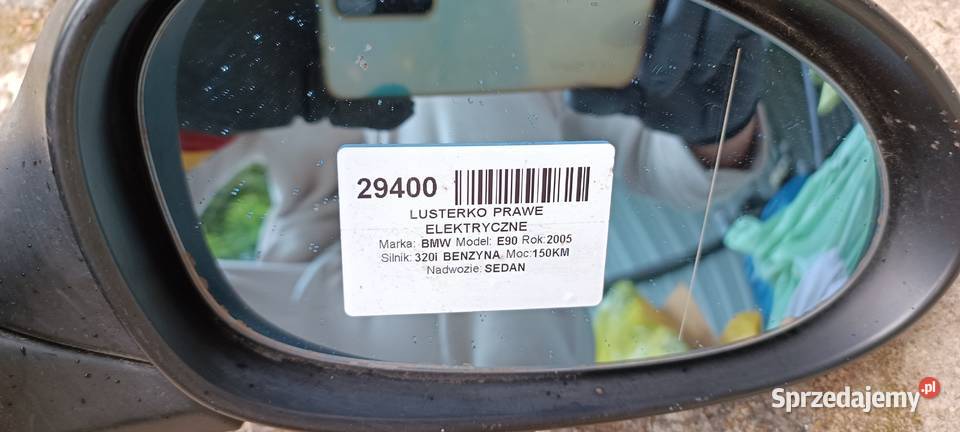 29400
LUSTERKO PRAWE
ELEKTRYCZNE
Marka: BMW Model: E90 Rok:2005
Silnik:320i BENZYNA Moc:150KM
Nadwozie:SEDAN
Sprzedajemy.pl